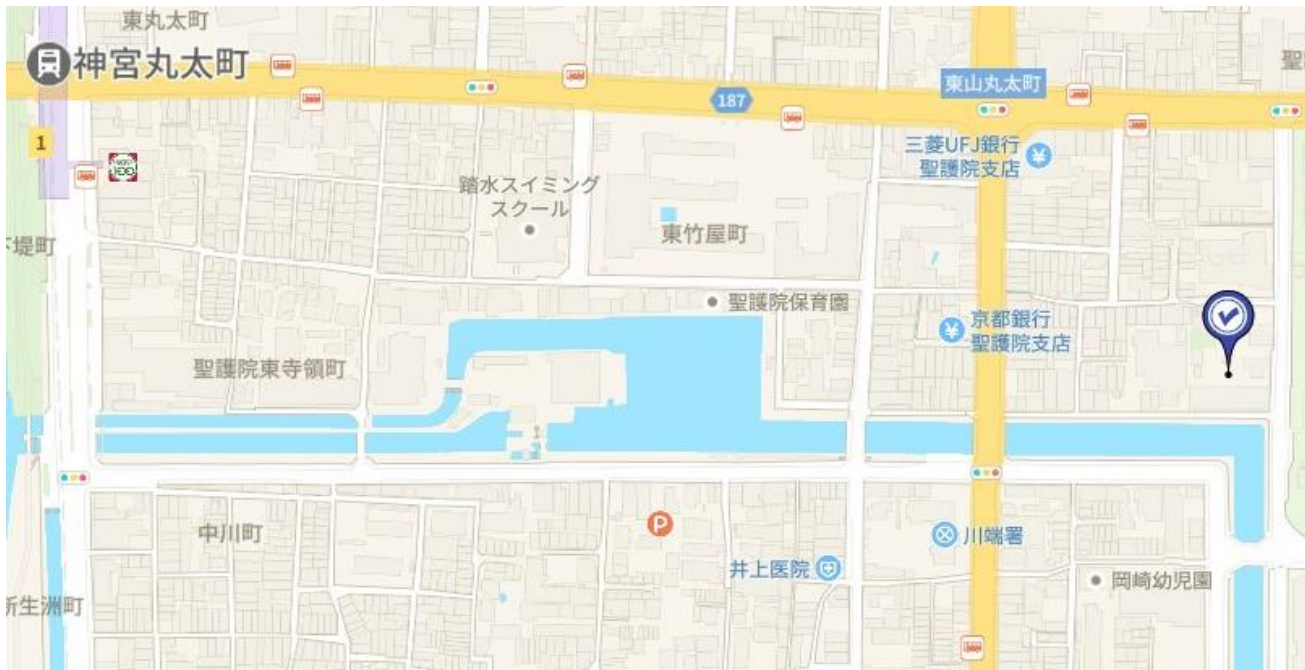 東丸太町
神宮丸太町
聖
東山丸太町
187
1
三菱UFJ銀行
聖護院支店
踏水スイミング
スクール
東竹屋町
下堤町
聖護院保育園
京都銀行
聖護院支店
聖護院東寺領町
中川町
P
川端署
井上医院
岡崎幼児園
新生洲町